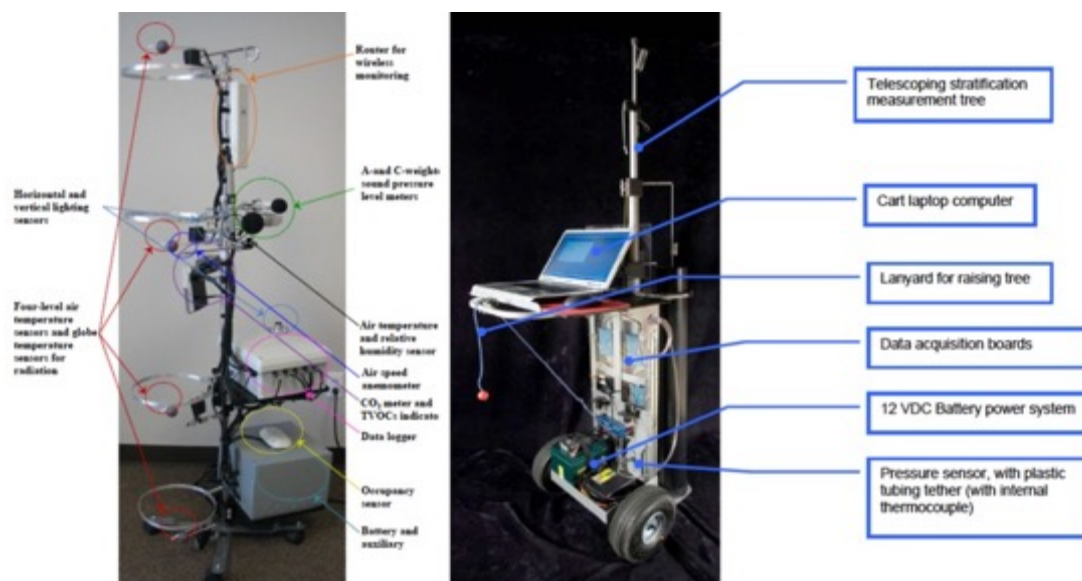 Router for
wireless
monitoring
A-and C-weight-
sound pressure
level meters
Horizontal and
vertical lighting
sensors
Four-level air
temperature
sensors and globe
temperature
sensors for
radiation
Air temperature
and relative
humidity sensor
Air speed
anemometer
CO₂ meter and
TVOCs indicato
Data logger
Occupancy
sensor
Battery and
auxiliary
Telescoping stratification
measurement tree
Cart laptop computer
Lanyard for raising tree
Data acquisition boards
12 VDC Battery power system
Pressure sensor, with plastic
tubing tether (with internal
thermocouple)